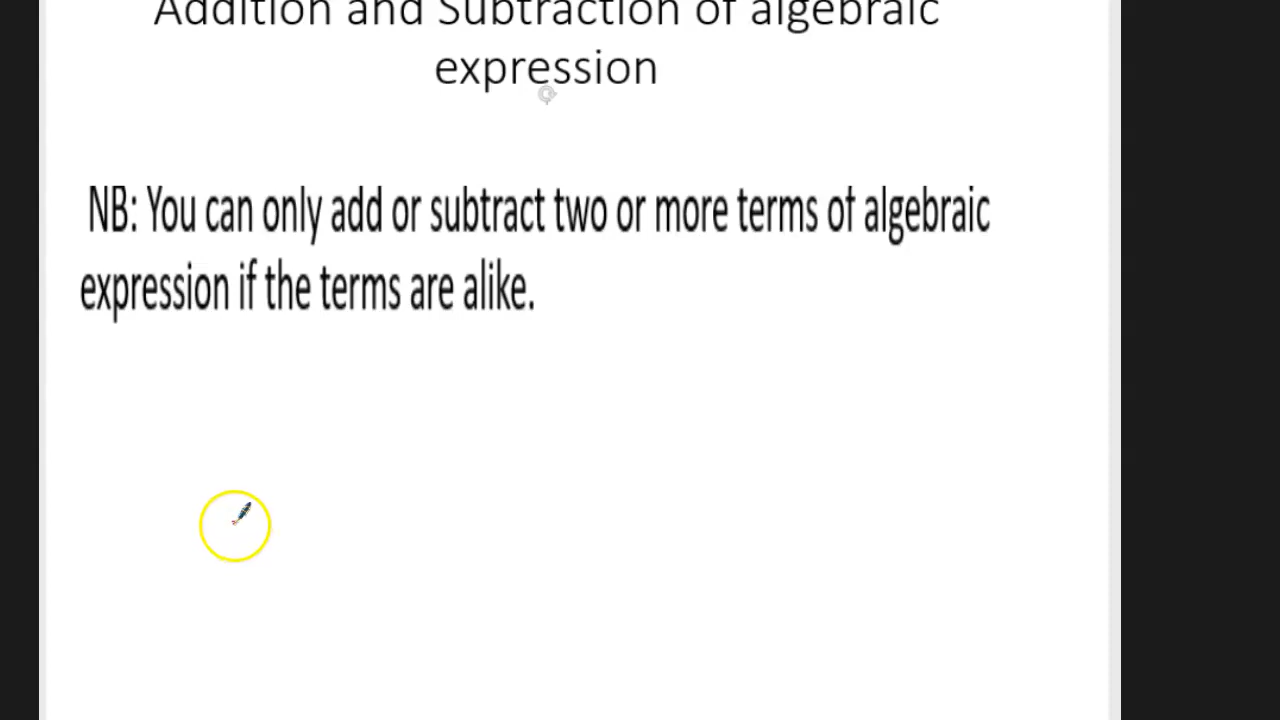 Addition and Subtraction of algebraic
expression
NB: You can only add or subtract two or more terms of algebraic
expression if the terms are alike.